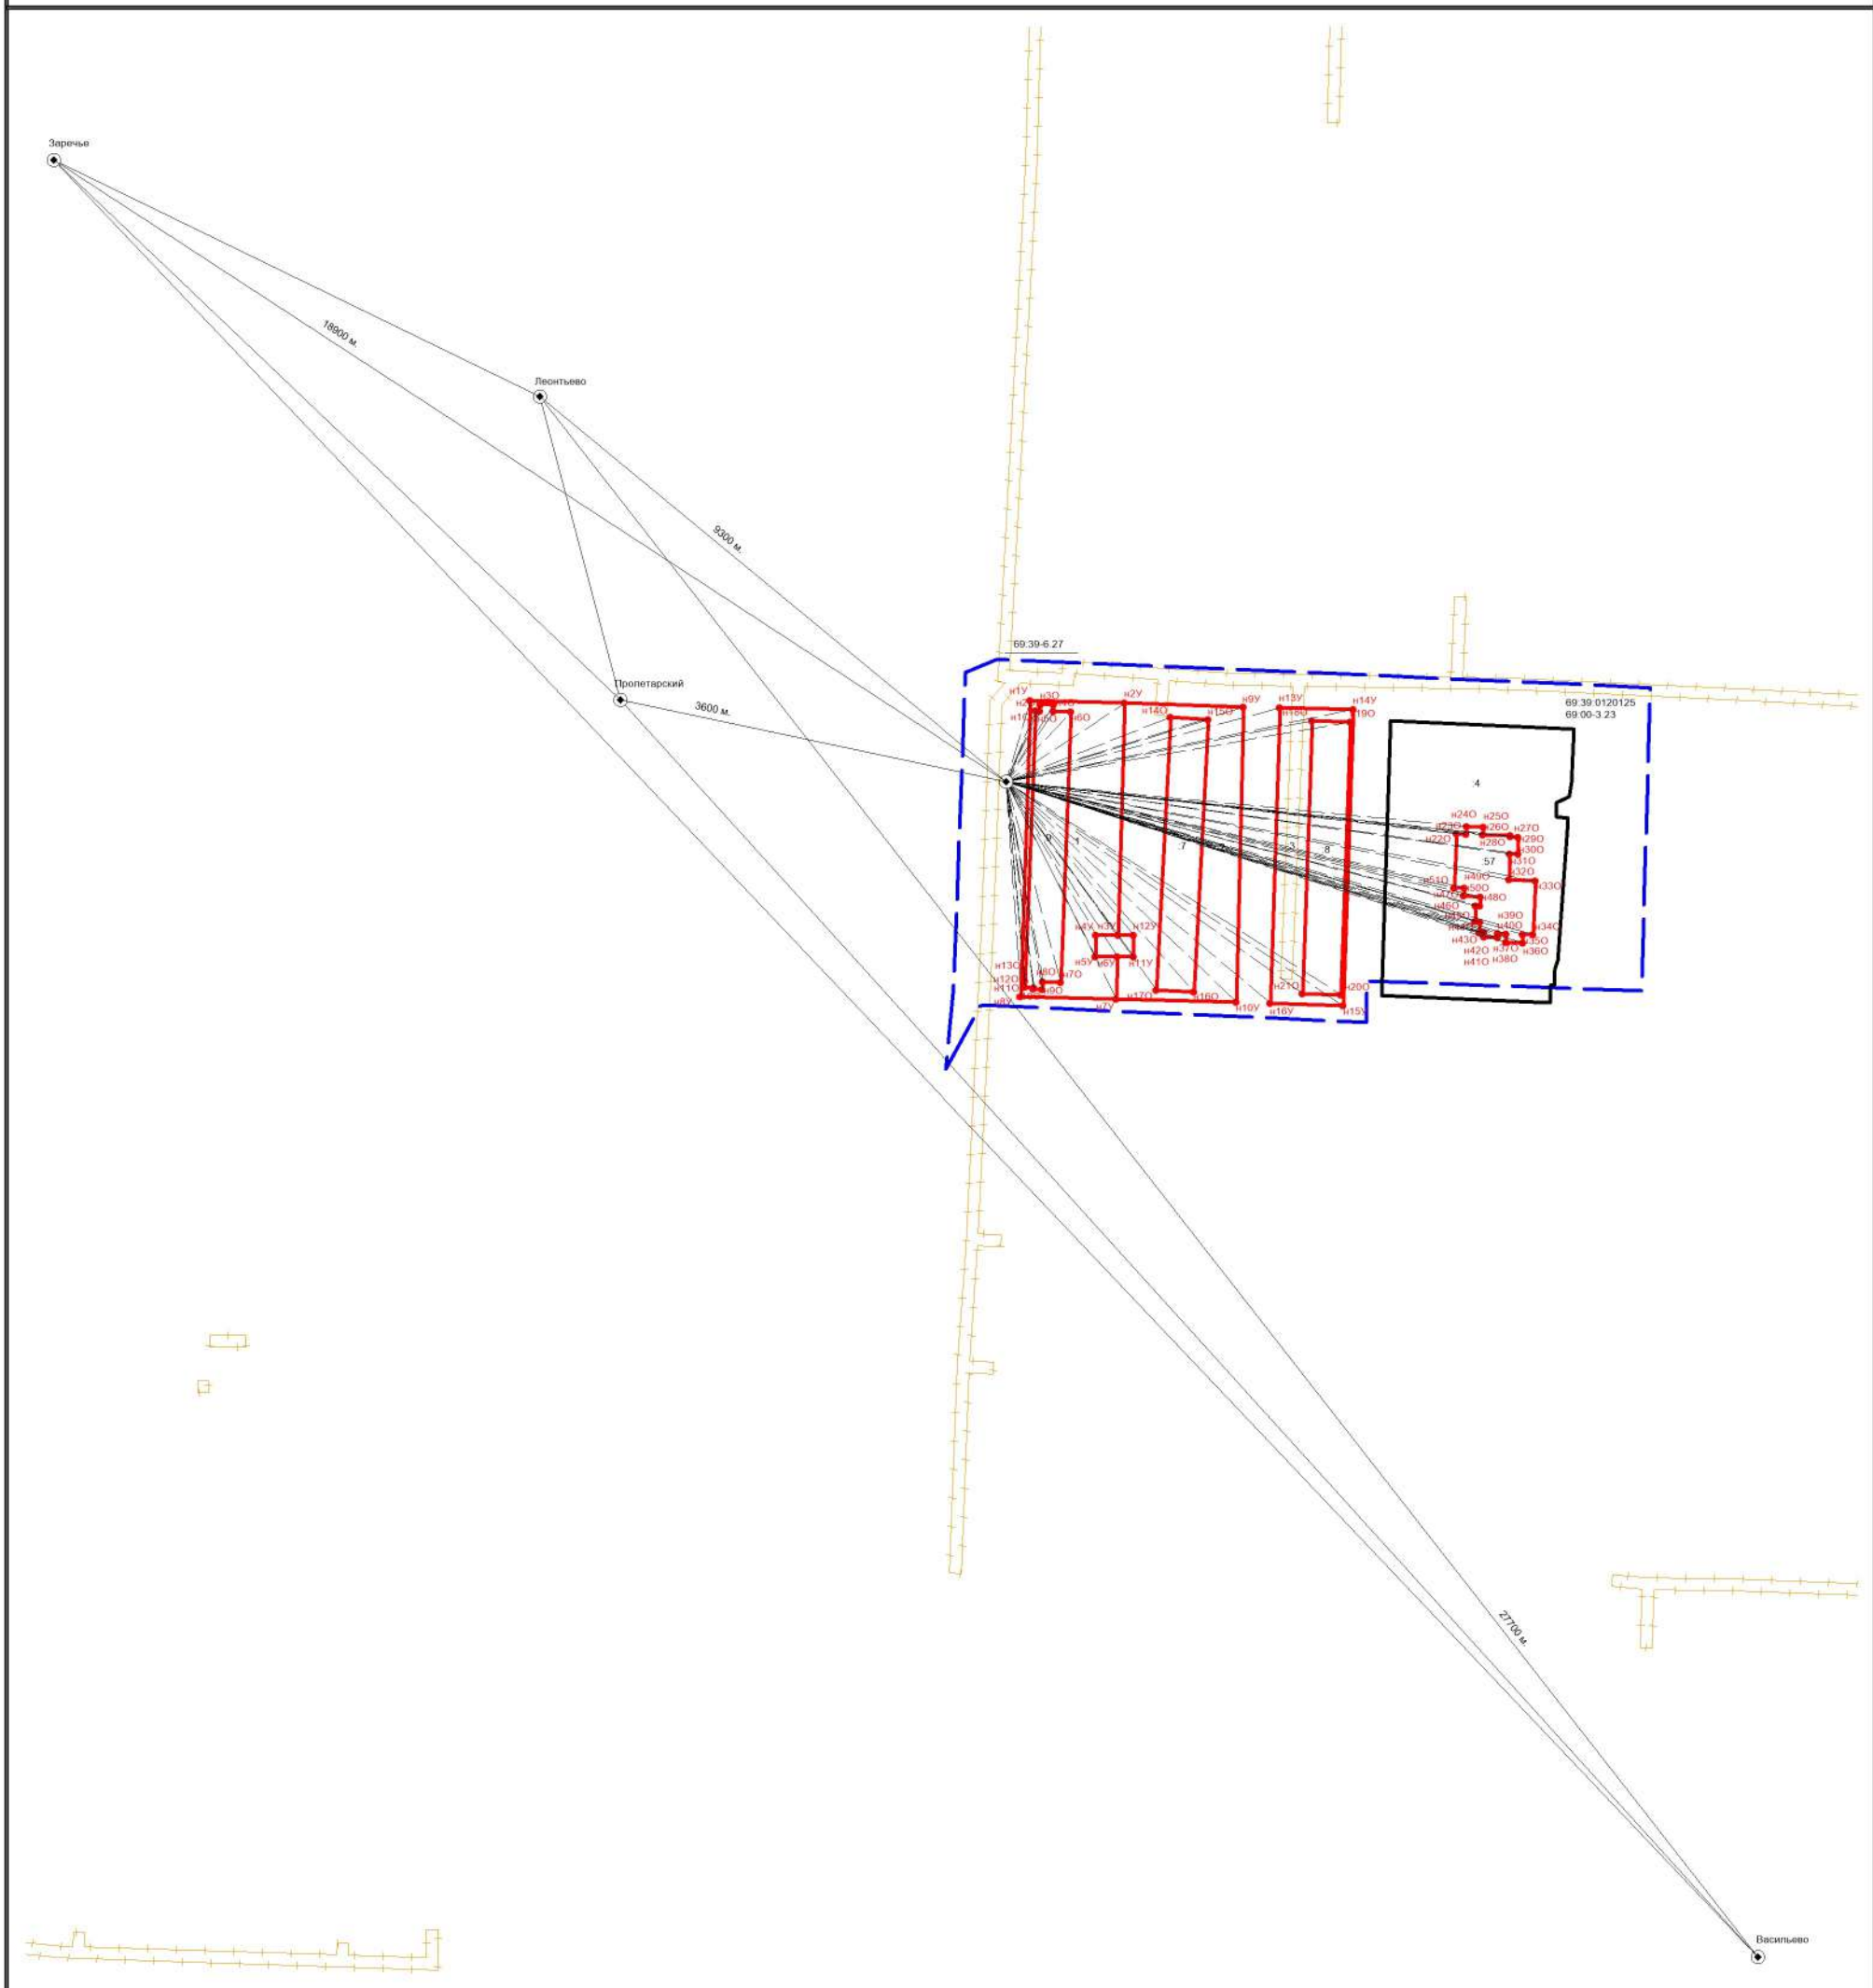 Заречье
18900 м.
Леонтьево
9300 м.
69:39-6.27
Пролетарский
3600 м.
н1У
н3О
н2У
н9У
н13У
н14У
69:39:0120125
69:00-3.23
н6О
н14О
н15О
н18О
19О
:4
н24О
н25О
н23О
н26О
н27О
н22О
н28О
н29О
н30О
:1
:7
:3
:8
:57
н31О
н32О
н49О
н51О
н50О
н33О
н48О
н46О
н39О
н4У
н3У
н12У
н40О
н34О
н43О
н35О
н42О
н37О
н36О
н41О
н38О
н5У
н6У
н11У
н13О
н8О
н7О
н12О
н11О
н9О
н21О
н20О
н8У
н17О
н16О
н7У
н10У
н16У
н15У
27700 м.
Васильево